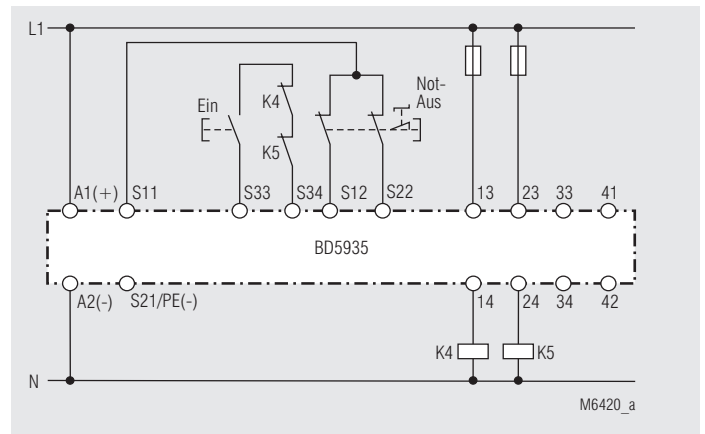 L1
Not-
Aus
Ein
K4
K5
A1(+) S11 S33 S34 S12 S22 13 23 33 41
BD5935
A2(-) S21/PE(-) 14 24 34 42
K4 K5
N
M6420_a